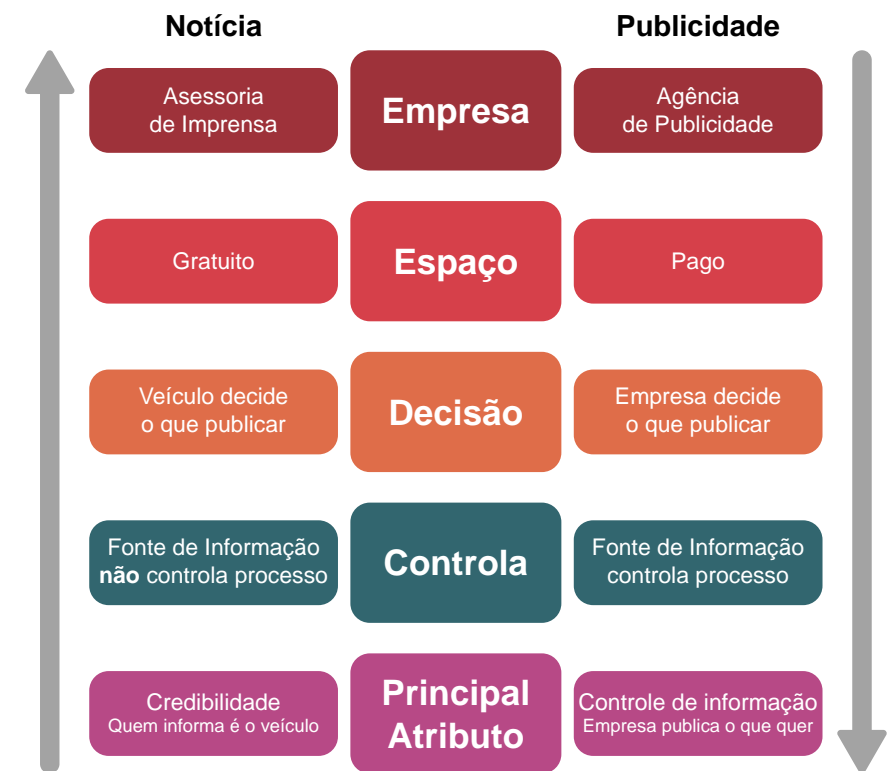 Notícia
Publicidade
Asessoria
de Imprensa
Empresa
Agência
de Publicidade
Gratuito
Espaço
Pago
Veículo decide
o que publicar
Decisão
Empresa decide
o que publicar
Fonte de Informação
não controla processo
Controla
Fonte de Informação
controla processo
Credibilidade
Quem informa é o veículo
Principal
Atributo
Controle de informação
Empresa publica o que quer